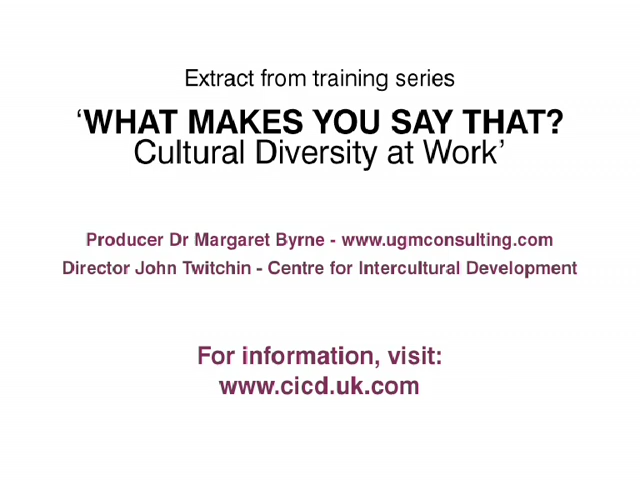 Extract from training series
‘WHAT MAKES YOU SAY THAT?
Cultural Diversity at Work’
Producer Dr Margaret Byrne - www.ugmconsulting.com
Director John Twitchin - Centre for Intercultural Development
For information, visit:
www.cicd.uk.com